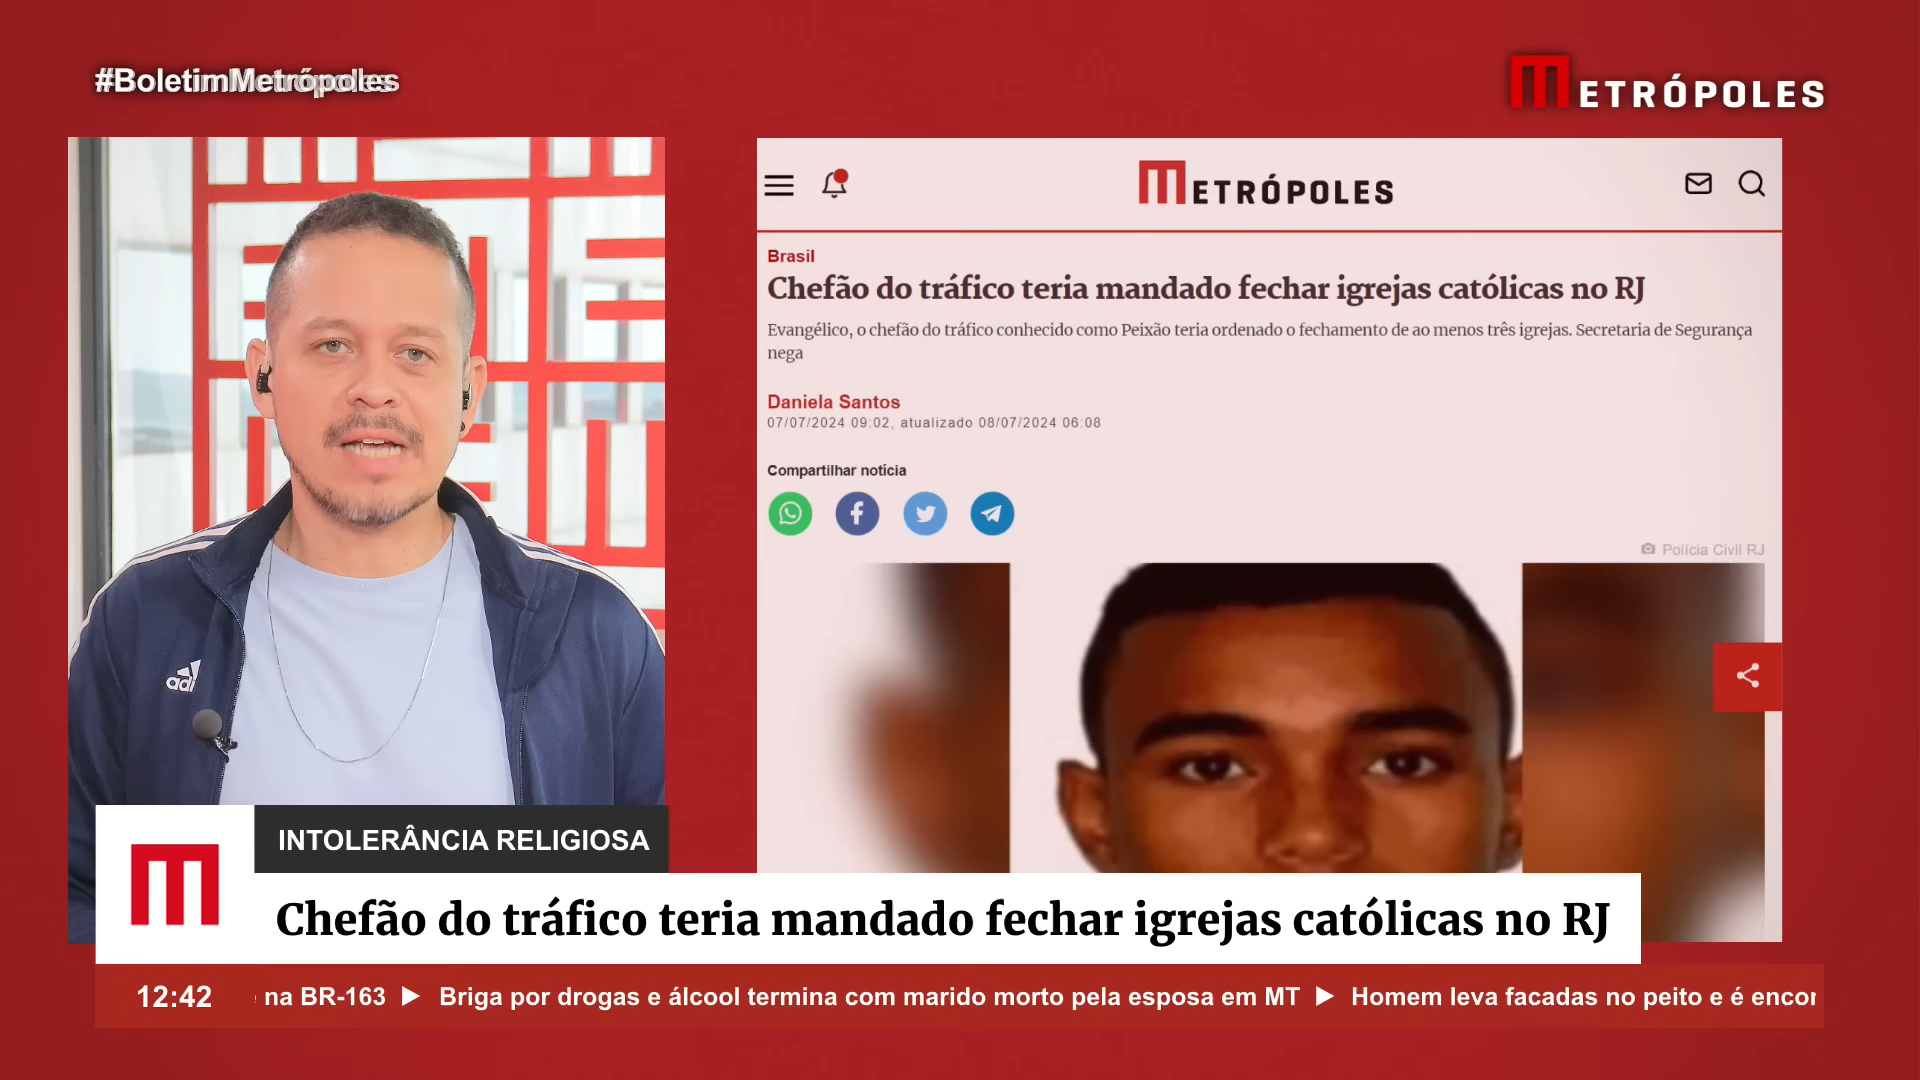 #BoletimMetrópoles
METRÓPOLES
METRÓPOLES
Brasil
Chefão do tráfico teria mandado fechar igrejas católicas no RJ
Evangélico, o chefão do tráfico conhecido como Peixão teria ordenado o fechamento de ao menos três igrejas. Secretaria de Segurança
nega
Daniela Santos
07/07/2024 09:02, atualizado 08/07/2024 06:08
Compartilhar notícia
Polícia Civil RJ
INTOLERÂNCIA RELIGIOSA
Chefão do tráfico teria mandado fechar igrejas católicas no RJ
12:42
na BR-163 ▶ Briga por drogas e álcool termina com marido morto pela esposa em MT ▶ Homem leva facadas no peito e é